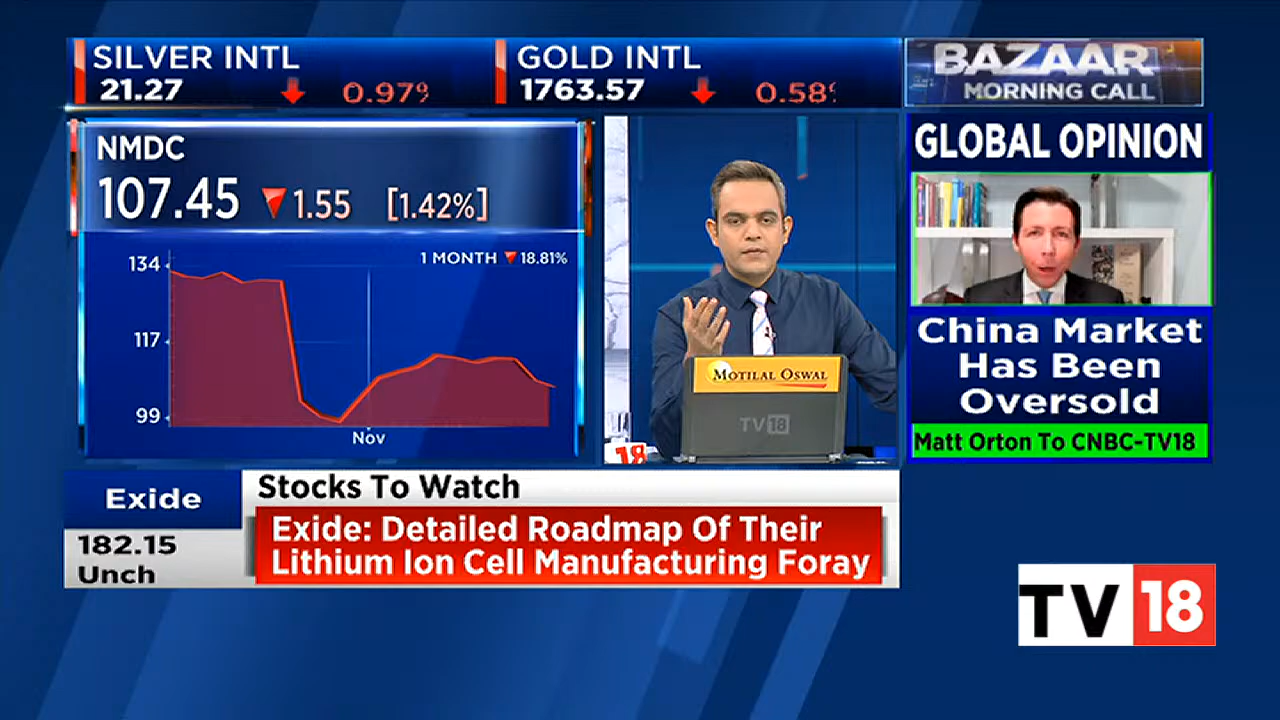 SILVER INTL
21.27 0.97%
GOLD INTL
1763.57 0.58%
BAZAAR
MORNING CALL
NMDC
107.45 1.55 [1.42%]
1 MONTH 18.81%
134
117
99
Nov
MOTILAL OSWAL
TV18
18
GLOBAL OPINION
China Market
Has Been
Oversold
Matt Orton To CNBC-TV18
Exide
182.15
Unch
Stocks To Watch
Exide: Detailed Roadmap Of Their
Lithium Ion Cell Manufacturing Foray
TV18